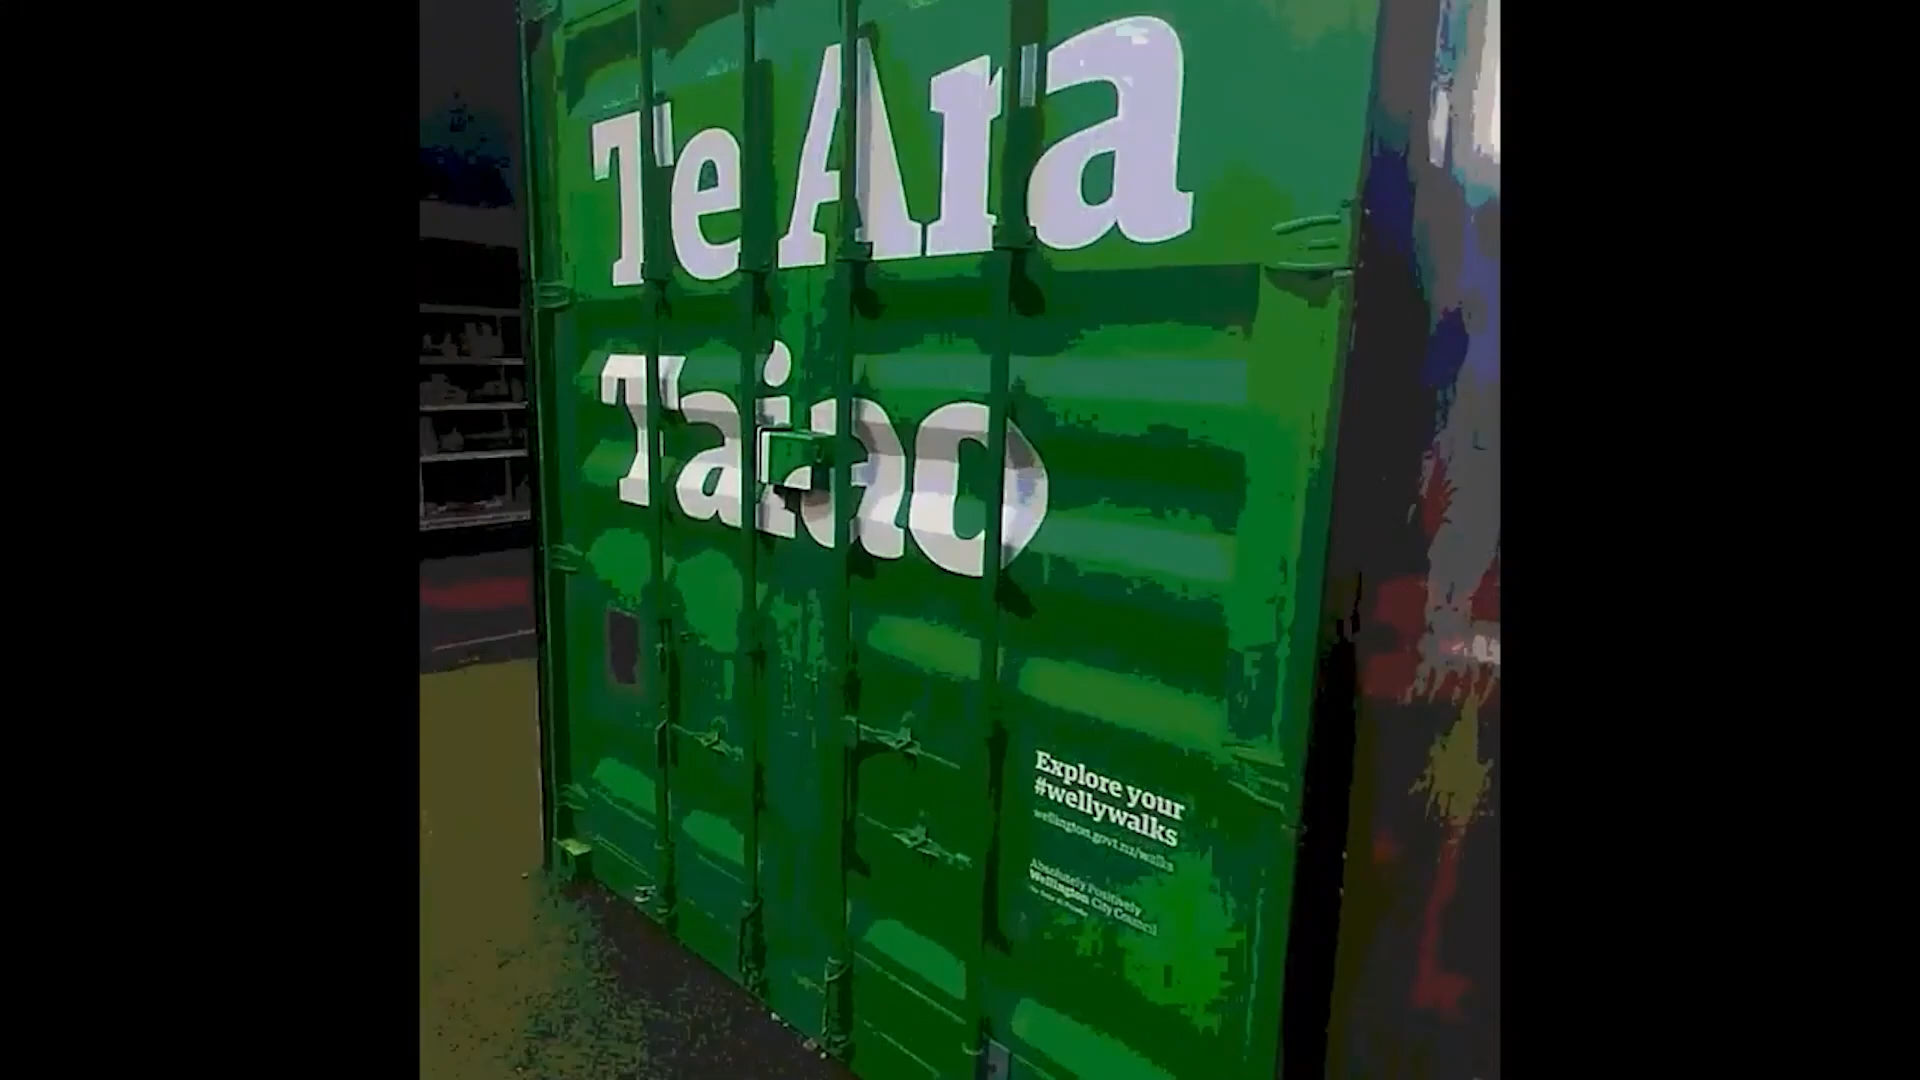 Te Ara
Taiao
Explore your
#wellywalks
wellington.govt.nz/walks
Absolutely Positively
Wellington City Council